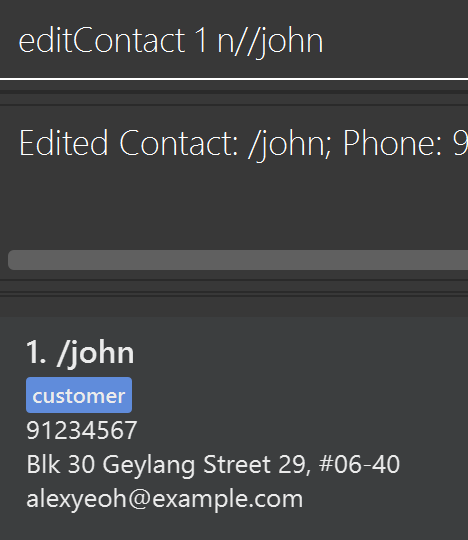 editContact 1 n//john
Edited Contact: /john; Phone: 9
1. /john
customer
91234567
Blk 30 Geylang Street 29, #06-40
alexyeoh@example.com